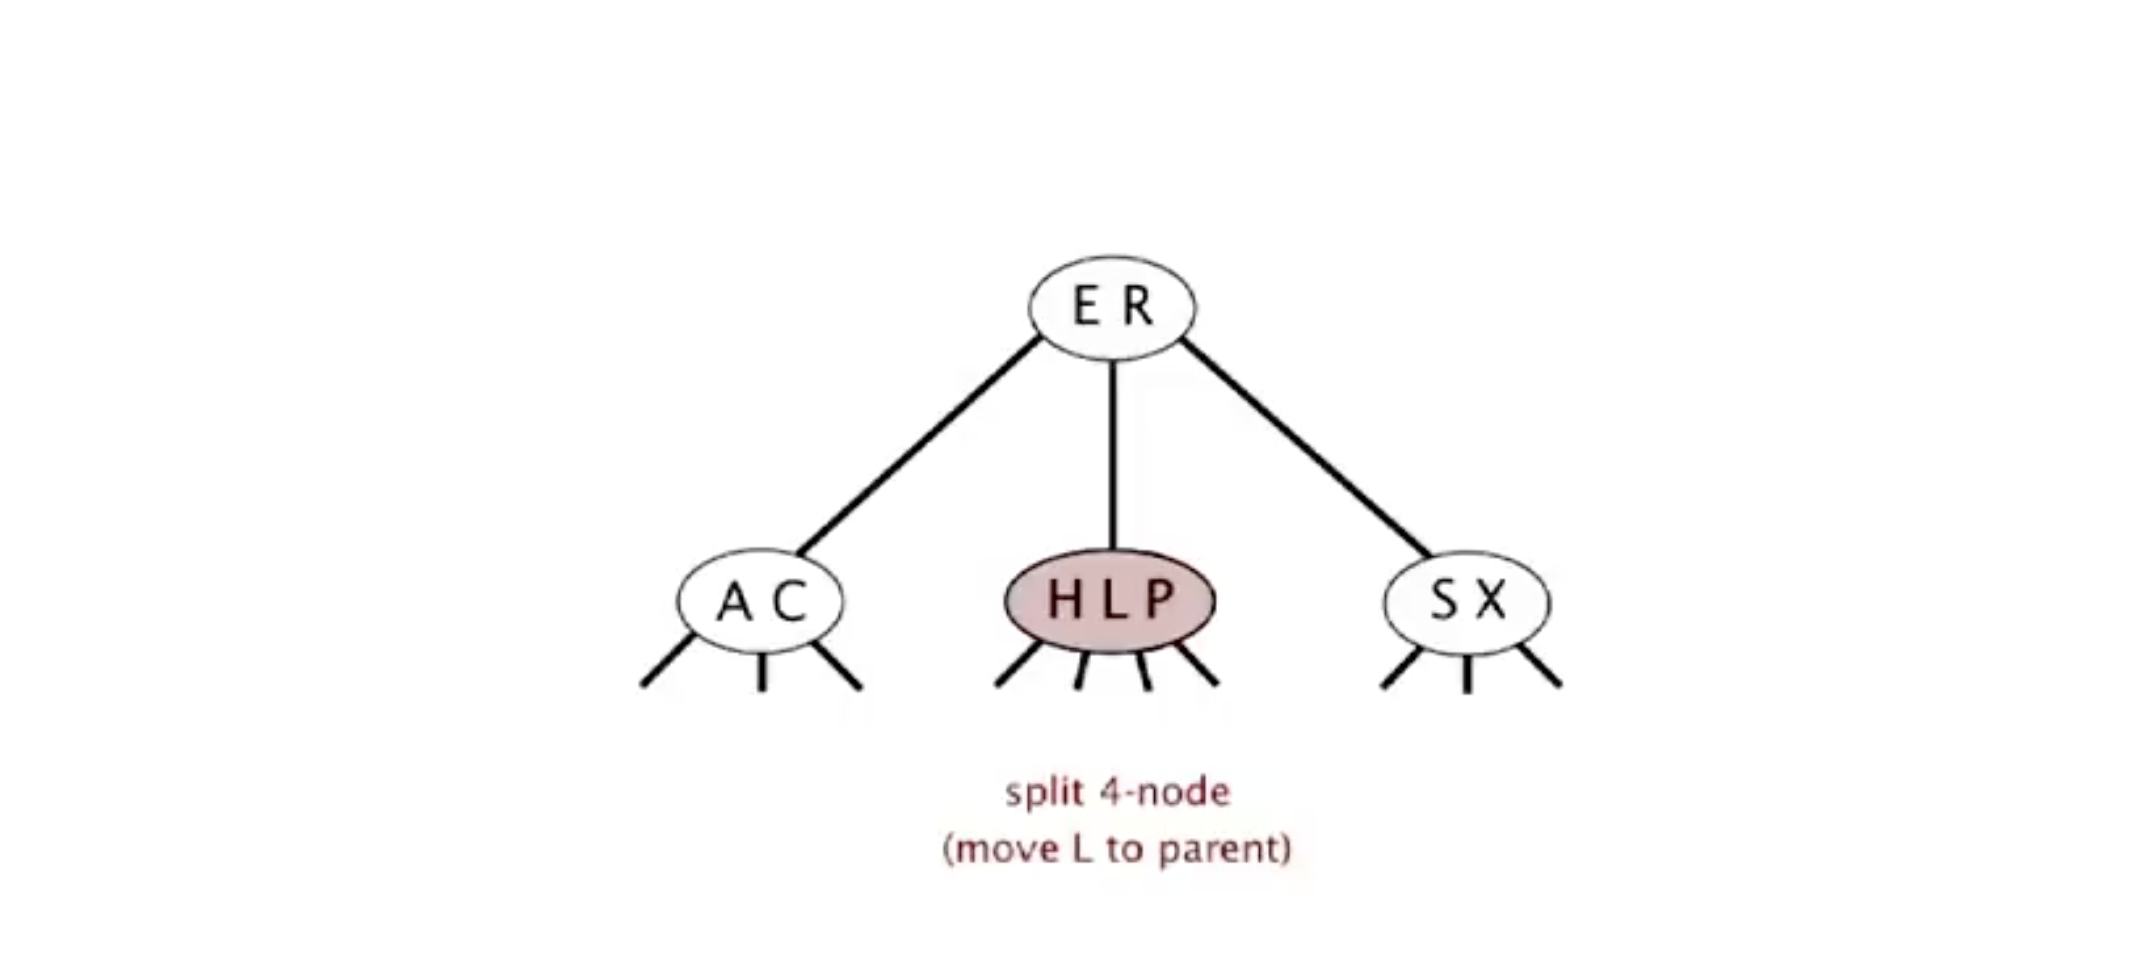 E R
A C
H L P
S X
split 4-node
(move L to parent)